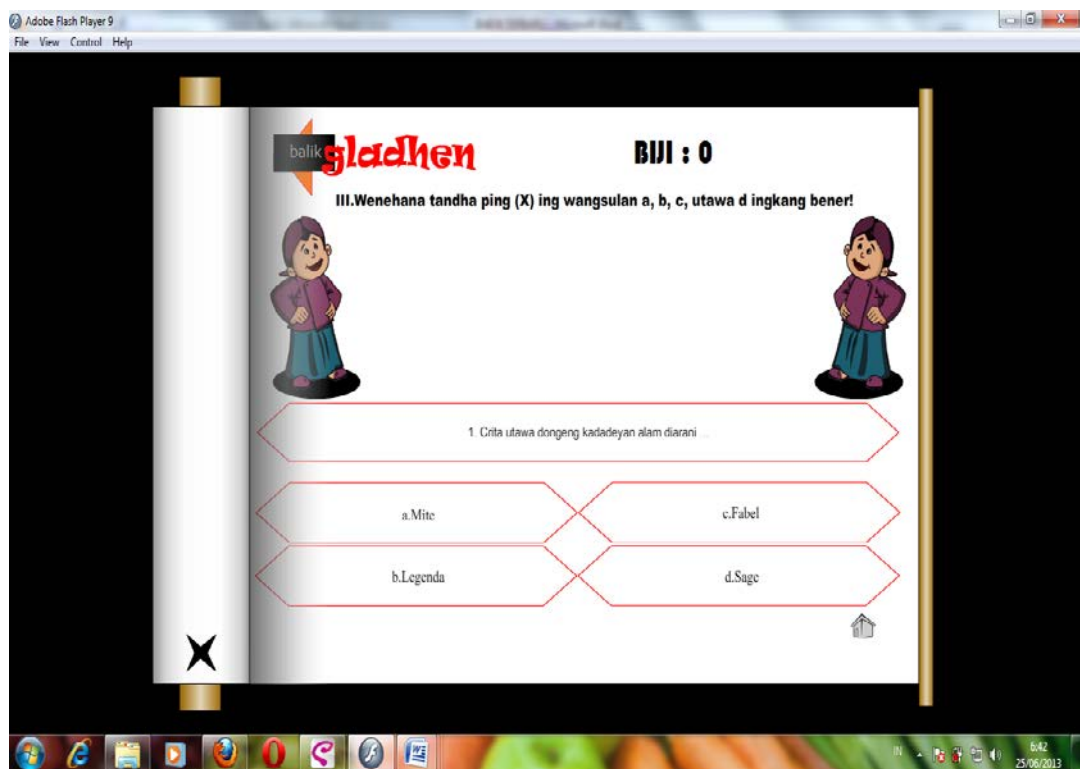 Adobe Flash Player 9
File View Control Help
balik
gladhen
BIJI : 0
III.Wenehana tandha ping (X) ing wangsulan a, b, c, utawa d ingkang bener!
1. Crita utawa dongeng kadadeyan alam diarani ...
a.Mite
c.Fabel
b.Legenda
d.Sage
IN
6:42
25/06/2013